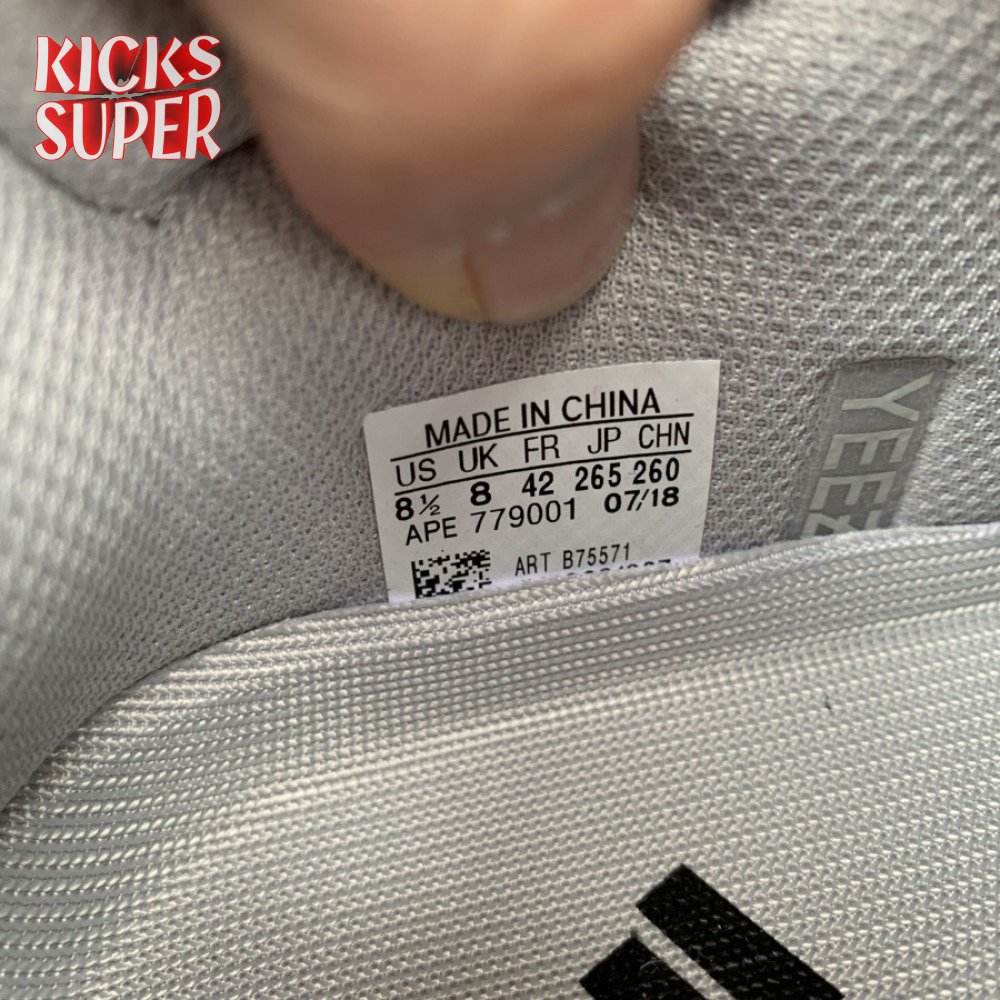 KICKS
SUPER
MADE IN CHINA
US UK FR JP CHN
8½ 8 42 265 260
APE 779001 07/18
ART B75571